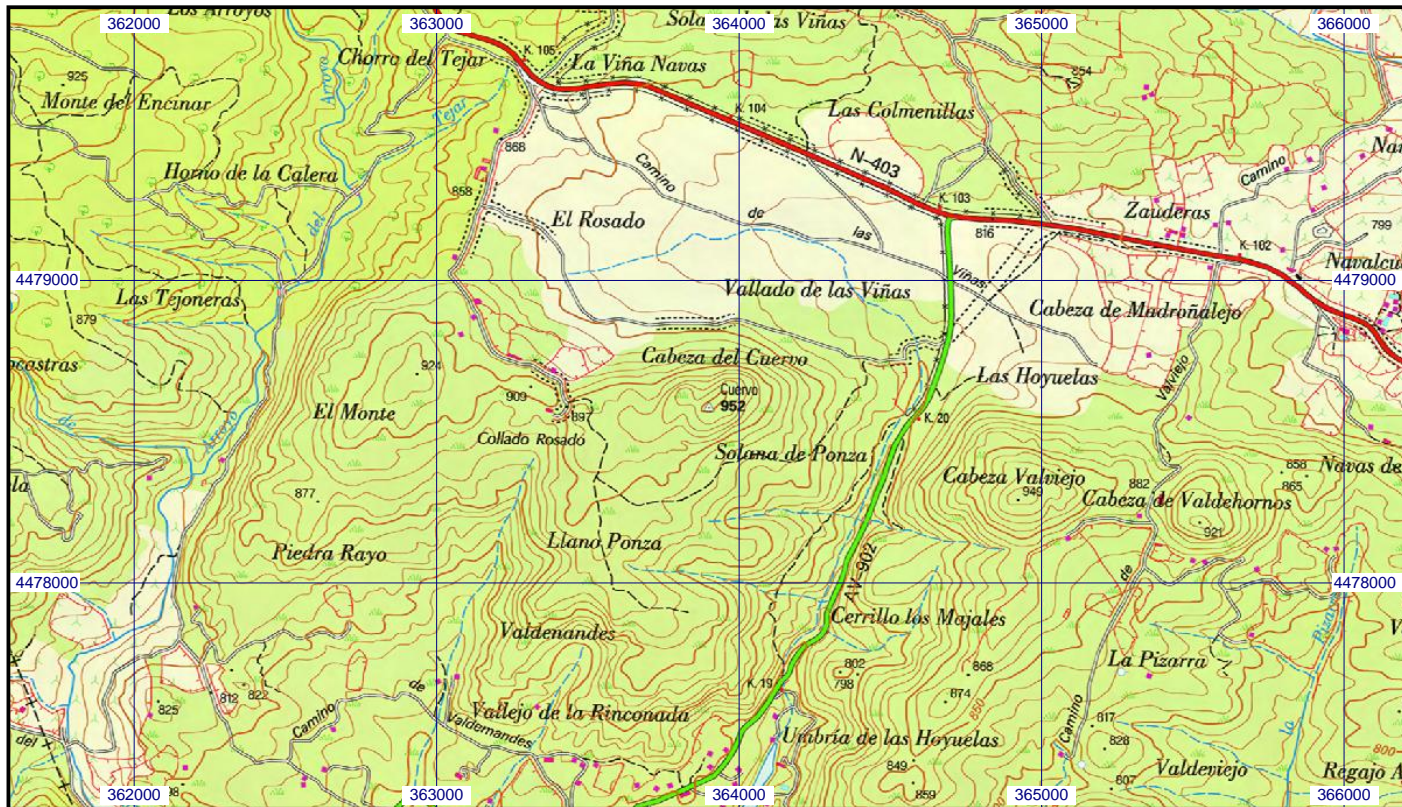 362000
363000
364000
365000
366000
Los Arroyos
Solana de las Viñas
K. 105
Chorro del Tejar
La Viña Navas
925
854
Monte del Encinar
Arroyo
Tejar
K. 104
Las Colmenillas
868
Camino
N-403
Camino
Horno de la Calera
858
K. 103
del
El Rosado
de
las
816
Zauderas
799
K. 102
4479000
Viñas
4479000
Las Tejoneras
Vallado de las Viñas
Cabeza de Madroñalejo
879
Cabeza del Cuervo
924
Las Hoyuelas
Valviejo
909
Cuervo
952
El Monte
897
K. 20
de
Arroyo
Collado Rosado
Solana de Ponza
Cabeza Valviejo
858
Navas de
882
865
877
949
Cabeza de Valdehornos
921
Llano Ponza
Piedra Rayo
AV-902
4478000
de
4478000
Cerrillo los Majales
Valdenandes
Pizarra
La Pizarra
802
868
798
K. 19
874
822
812
de
825
Vallejo de la Rinconada
850
817
Camino
Valdemandes
Umbría de las Hoyuelas
Camino
828
la
del
849
Valdeviejo
800
Regajo
859
807
362000
363000
364000
365000
366000